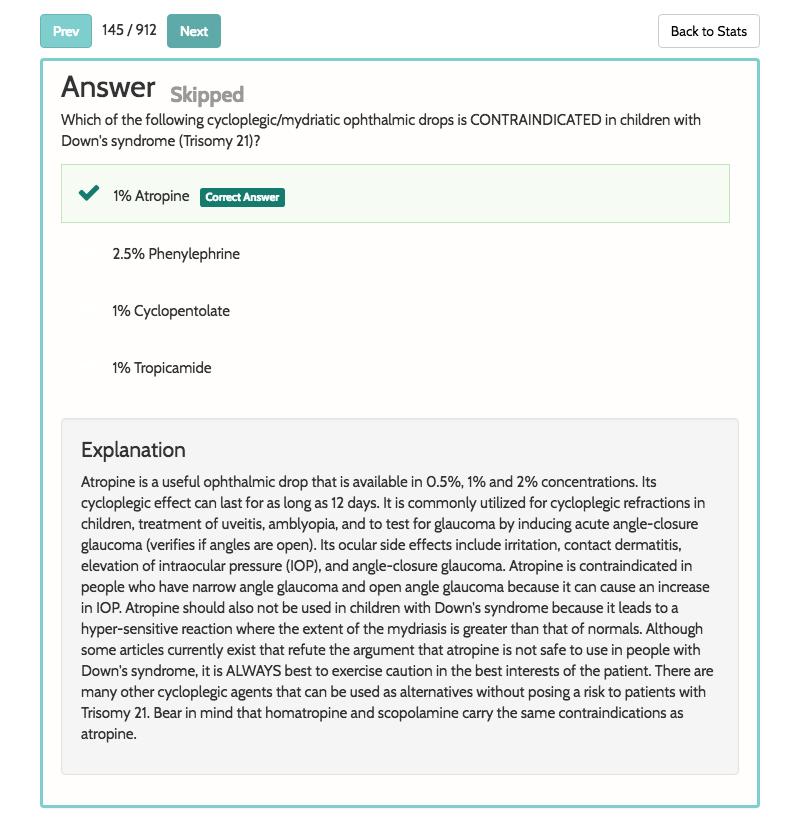 Prev 145 / 912 Next Back to Stats
Answer Skipped
Which of the following cycloplegic/mydriatic ophthalmic drops is CONTRAINDICATED in children with
Down's syndrome (Trisomy 21)?
1% Atropine Correct Answer
2.5% Phenylephrine
1% Cyclopentolate
1% Tropicamide
Explanation
Atropine is a useful ophthalmic drop that is available in 0.5%, 1% and 2% concentrations. Its
cycloplegic effect can last for as long as 12 days. It is commonly utilized for cycloplegic refractions in
children, treatment of uveitis, amblyopia, and to test for glaucoma by inducing acute angle-closure
glaucoma (verifies if angles are open). Its ocular side effects include irritation, contact dermatitis,
elevation of intraocular pressure (IOP), and angle-closure glaucoma. Atropine is contraindicated in
people who have narrow angle glaucoma and open angle glaucoma because it can cause an increase
in IOP. Atropine should also not be used in children with Down's syndrome because it leads to a
hyper-sensitive reaction where the extent of the mydriasis is greater than that of normals. Although
some articles currently exist that refute the argument that atropine is not safe to use in people with
Down's syndrome, it is ALWAYS best to exercise caution in the best interests of the patient. There are
many other cycloplegic agents that can be used as alternatives without posing a risk to patients with
Trisomy 21. Bear in mind that homatropine and scopolamine carry the same contraindications as
atropine.